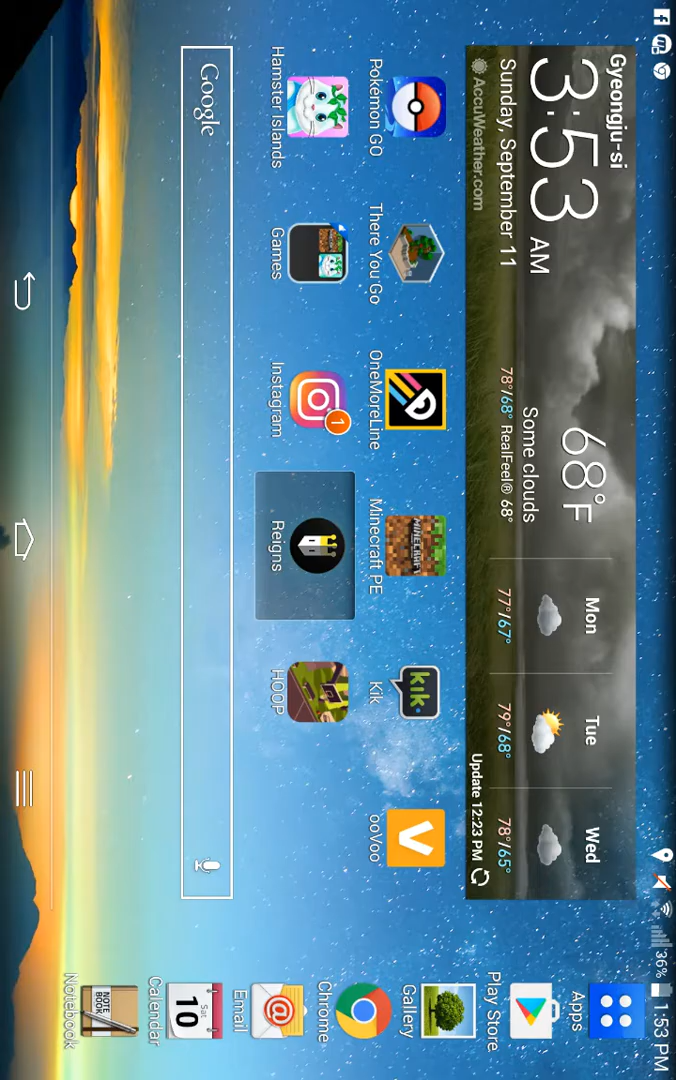 36% 1:53 PM
Gyeongju-si
3:53 AM
Sunday, September 11
AccuWeather.com
68°F
Some clouds
78°/68° RealFeel® 68°
Mon
77°/67°
Tue
79°/68°
Wed
78°/65°
Update 12:23 PM
Pokémon GO
There You Go
OneMoreLine
MINECRAFT
Minecraft PE
kik
Kik
ooVoo
Hamster Islands
Games
1
Instagram
Reigns
HOOP
Google
Apps
Play Store
Gallery
Chrome
Email
Sat
10
Calendar
NOTE
BOOK
Notebook